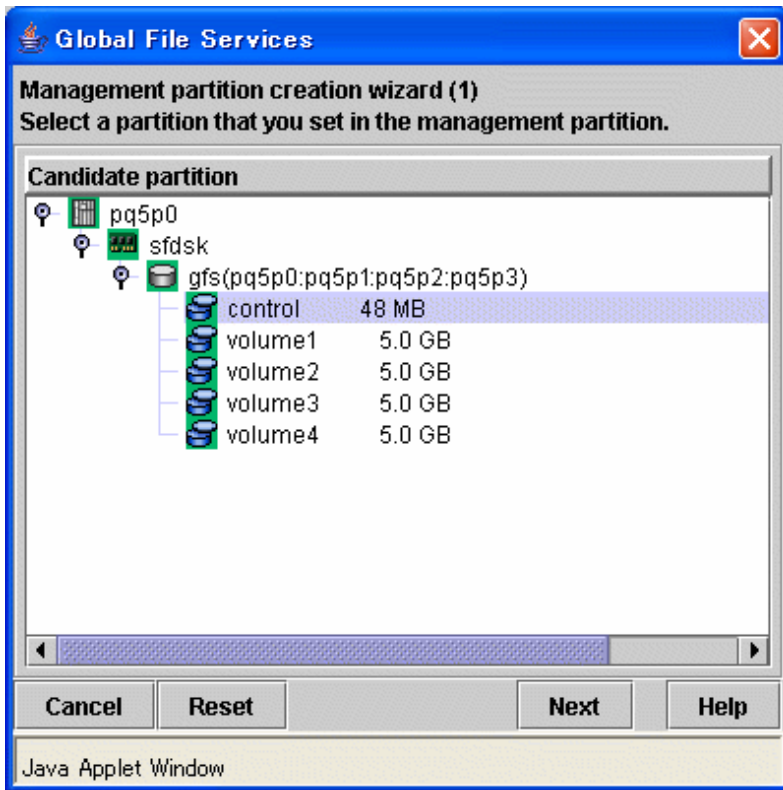 Global File Services
Management partition creation wizard (1)
Select a partition that you set in the management partition.
Candidate partition
pq5p0
sfdsk
gfs(pq5p0:pq5p1:pq5p2:pq5p3)
control 48 MB
volume1 5.0 GB
volume2 5.0 GB
volume3 5.0 GB
volume4 5.0 GB
Cancel Reset Next Help
Java Applet Window